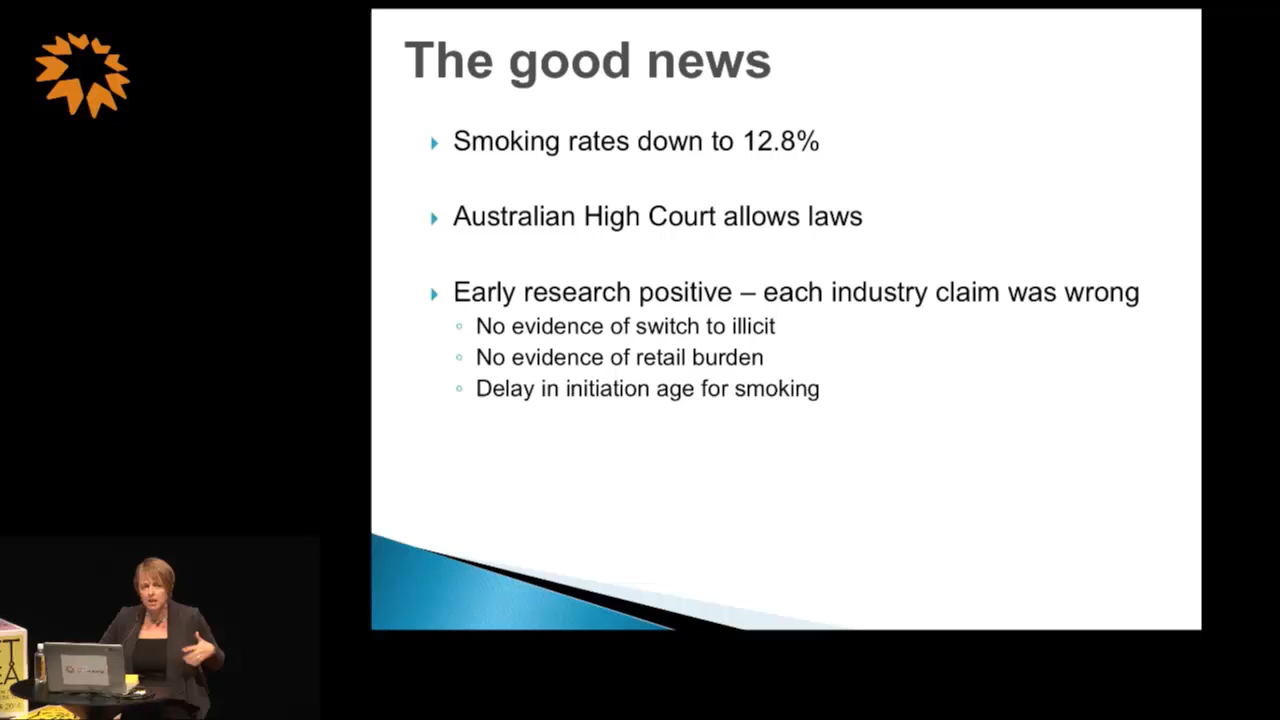 The good news
Smoking rates down to 12.8%
Australian High Court allows laws
Early research positive – each industry claim was wrong
No evidence of switch to illicit
No evidence of retail burden
Delay in initiation age for smoking